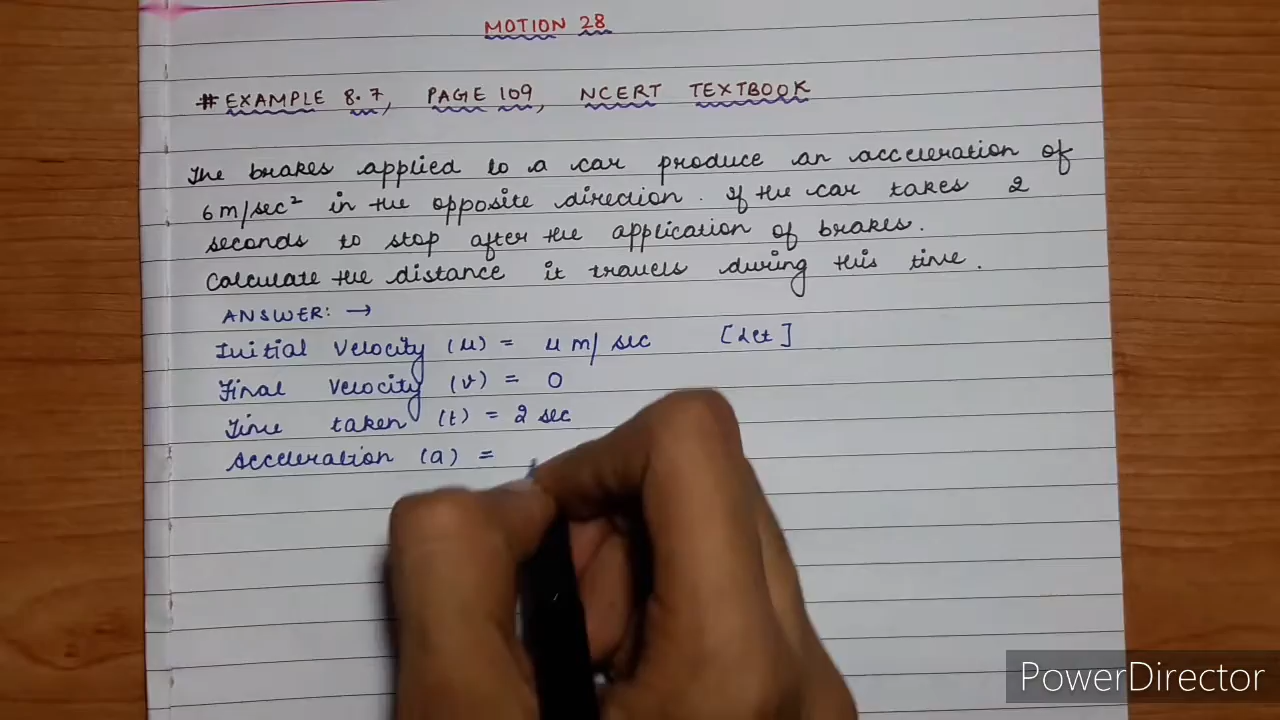 MOTION 28
# EXAMPLE 8.7, PAGE 109, NCERT TEXTBOOK
The brakes applied to a car produce an acceleration of
6 m/sec² in the opposite direction. If the car takes 2
seconds to stop after the application of brakes.
Calculate the distance it travels during this time.
ANSWER: →
Initial Velocity (u) = u m/sec [Let]
Final Velocity (v) = 0
Time taken (t) = 2 sec
Acceleration (a) =
PowerDirector